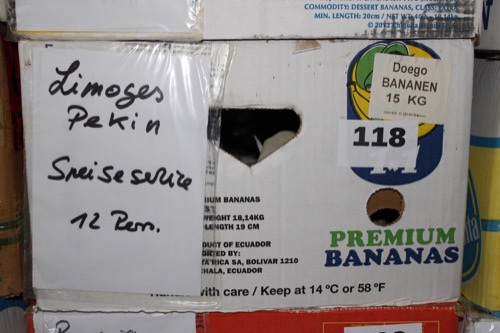 COMMODITY: DESSERT BANANAS, CLASS
MIN. LENGTH: 20cm / NET WT.
© 2012 Chiquita
Limoges
Pekin
Speiseservice
12 Pers.
Doego
BANANEN
15 KG
118
IUM BANANAS
WEIGHT 18,14KG
LENGTH 19 CM
DUCT OF ECUADOR
ORTED BY:
TA RICA SA, BOLIVAR 1210
CHALA, ECUADOR
PREMIUM
BANANAS
with care / Keep at 14 °C or 58 °F